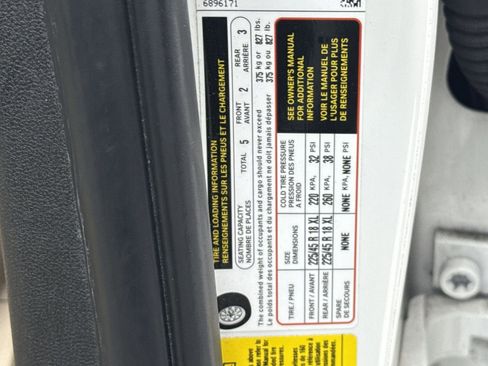 6896171
TIRE AND LOADING INFORMATION
RENSEIGNEMENTS SUR LES PNEUS ET LE CHARGEMENT
SEATING CAPACITY
NOMBRE DE PLACES
TOTAL 5
FRONT
AVANT 2
REAR
ARRIÈRE 3
The combined weight of occupants and cargo should never exceed 375 kg or 827 lbs.
Le poids total des occupants et du chargement ne doit jamais dépasser 375 kg ou 827 lb.
TIRE / PNEU
SIZE
DIMENSIONS
COLD TIRE PRESSURE
PRESSION DES PNEUS
A FROID
FRONT / AVANT 225/45 R 18 XL 220 KPA, 32 PSI
REAR / ARRIÈRE 225/45 R 18 XL 260 KPA, 38 PSI
SPARE
DE SECOURS NONE NONE KPA, NONE PSI
SEE OWNER'S MANUAL
FOR ADDITIONAL
INFORMATION
VOIR LE MANUEL DE
L'USAGER POUR PLUS
DE RENSEIGNEMENTS